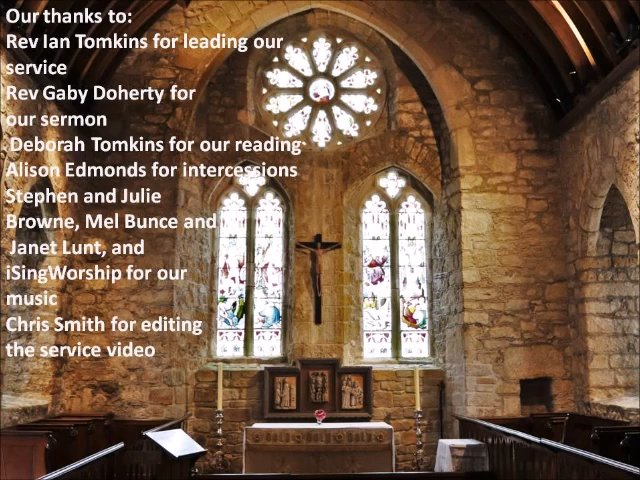 Our thanks to:
Rev Ian Tomkins for leading our
service
Rev Gaby Doherty for
our sermon
Deborah Tomkins for our reading
Alison Edmonds for intercessions
Stephen and Julie
Browne, Mel Bunce and
Janet Lunt, and
iSingWorship for our
music
Chris Smith for editing
the service video